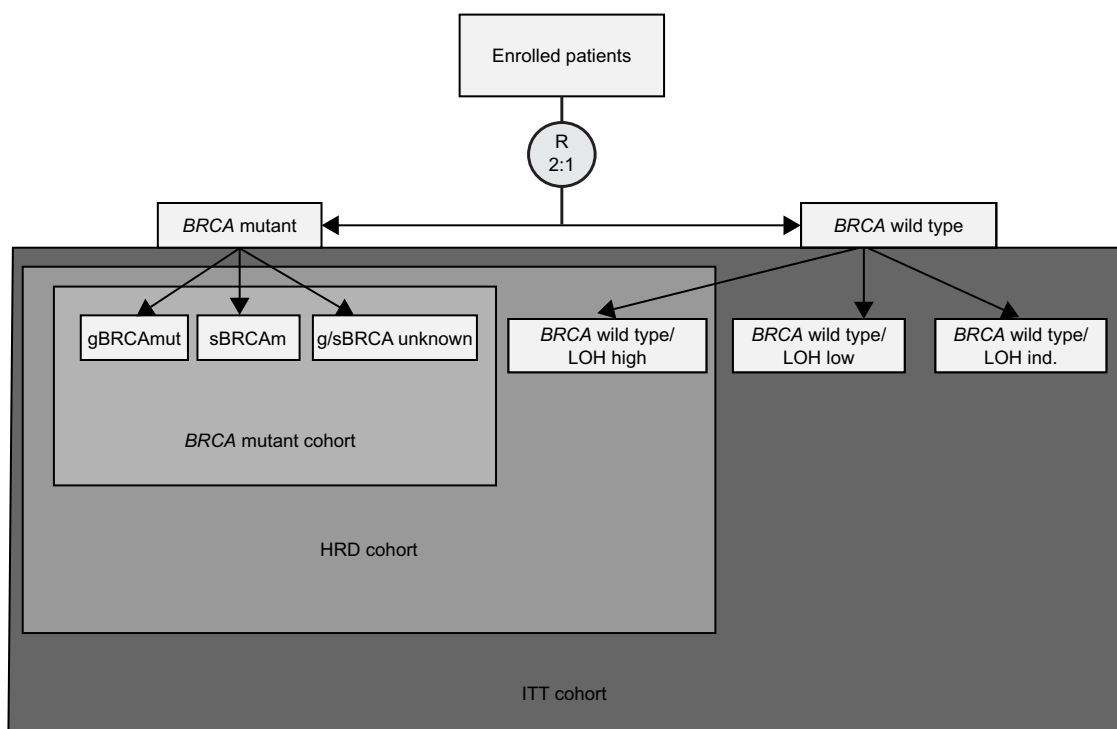 Enrolled patients
R
2:1
BRCA mutant
BRCA wild type
gBRCAmut
sBRCAm
g/sBRCA unknown
BRCA wild type/
LOH high
BRCA wild type/
LOH low
BRCA wild type/
LOH ind.
BRCA mutant cohort
HRD cohort
ITT cohort